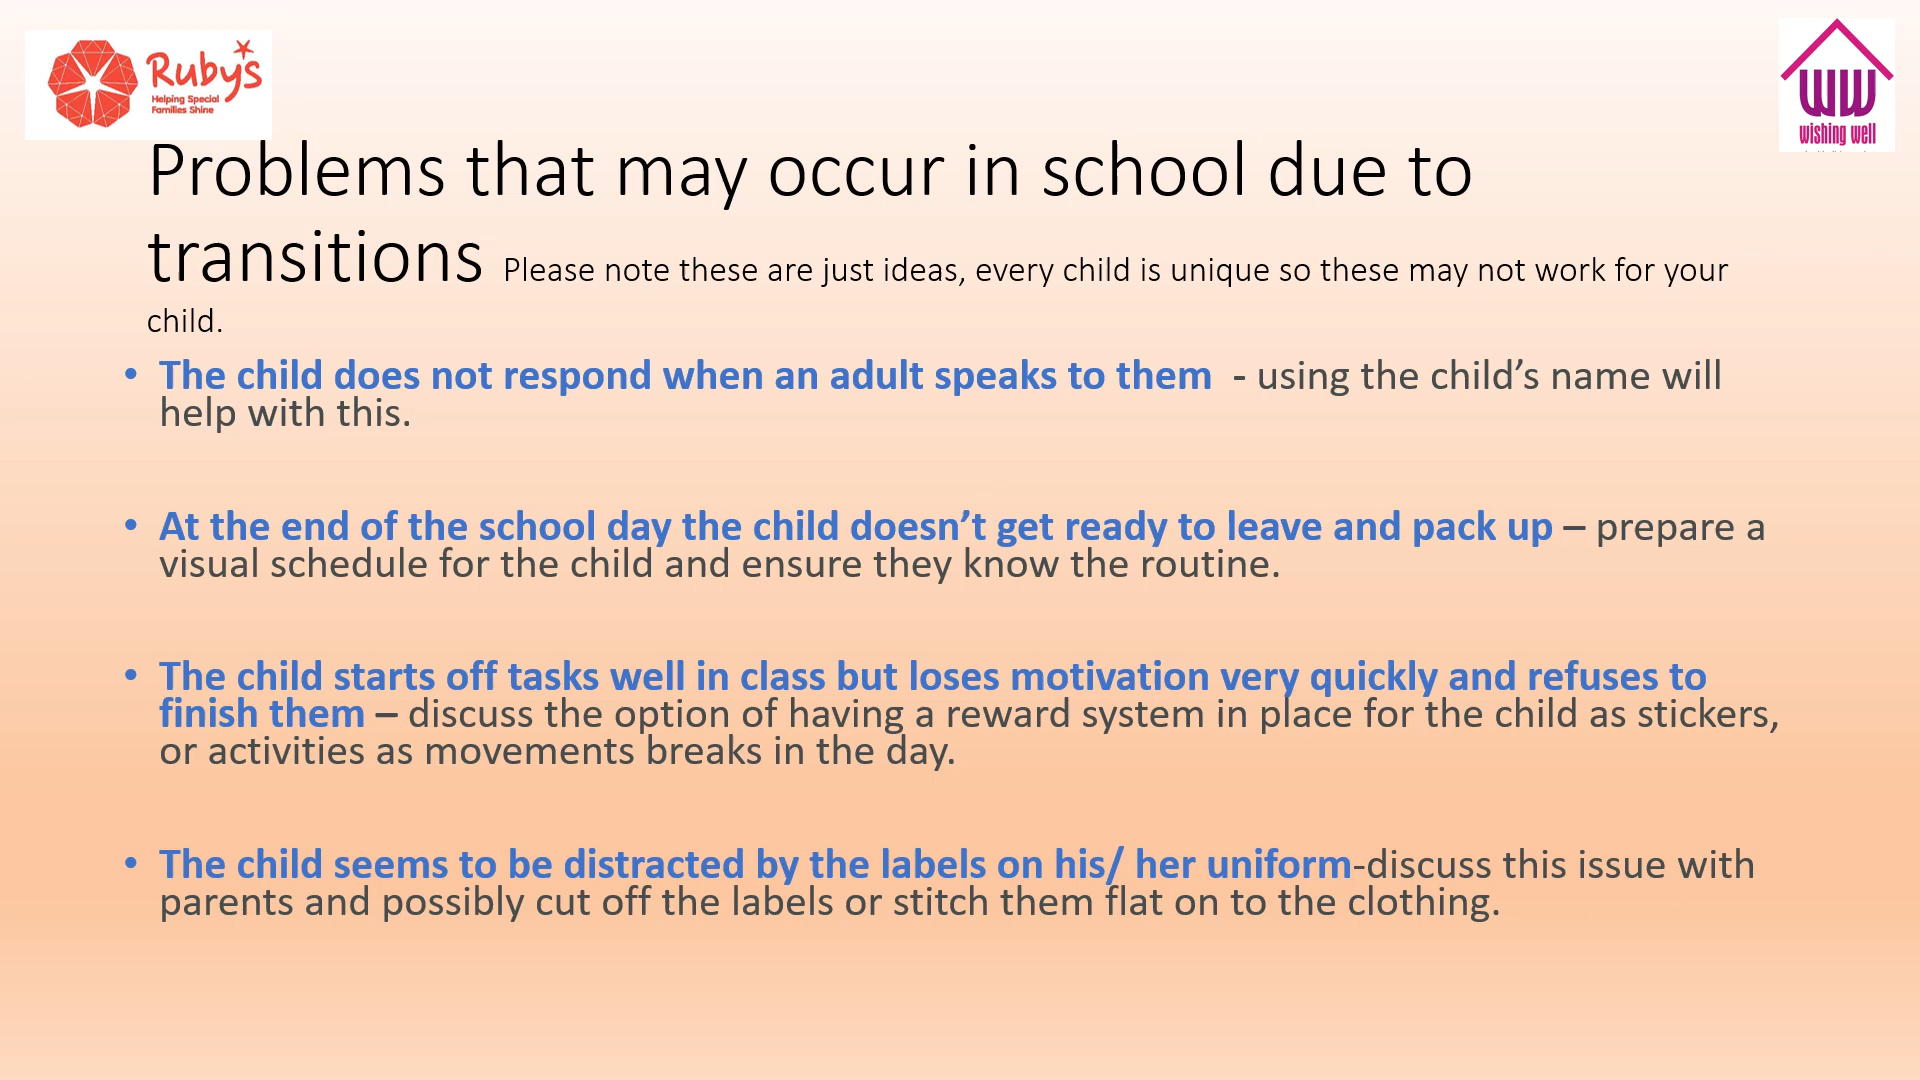 Ruby's
Helping Special
Families Shine
WW
wishing well
Problems that may occur in school due to
transitions Please note these are just ideas, every child is unique so these may not work for your
child.
• The child does not respond when an adult speaks to them  - using the child’s name will
help with this.
• At the end of the school day the child doesn’t get ready to leave and pack up – prepare a
visual schedule for the child and ensure they know the routine.
• The child starts off tasks well in class but loses motivation very quickly and refuses to
finish them – discuss the option of having a reward system in place for the child as stickers,
or activities as movements breaks in the day.
• The child seems to be distracted by the labels on his/ her uniform-discuss this issue with
parents and possibly cut off the labels or stitch them flat on to the clothing.